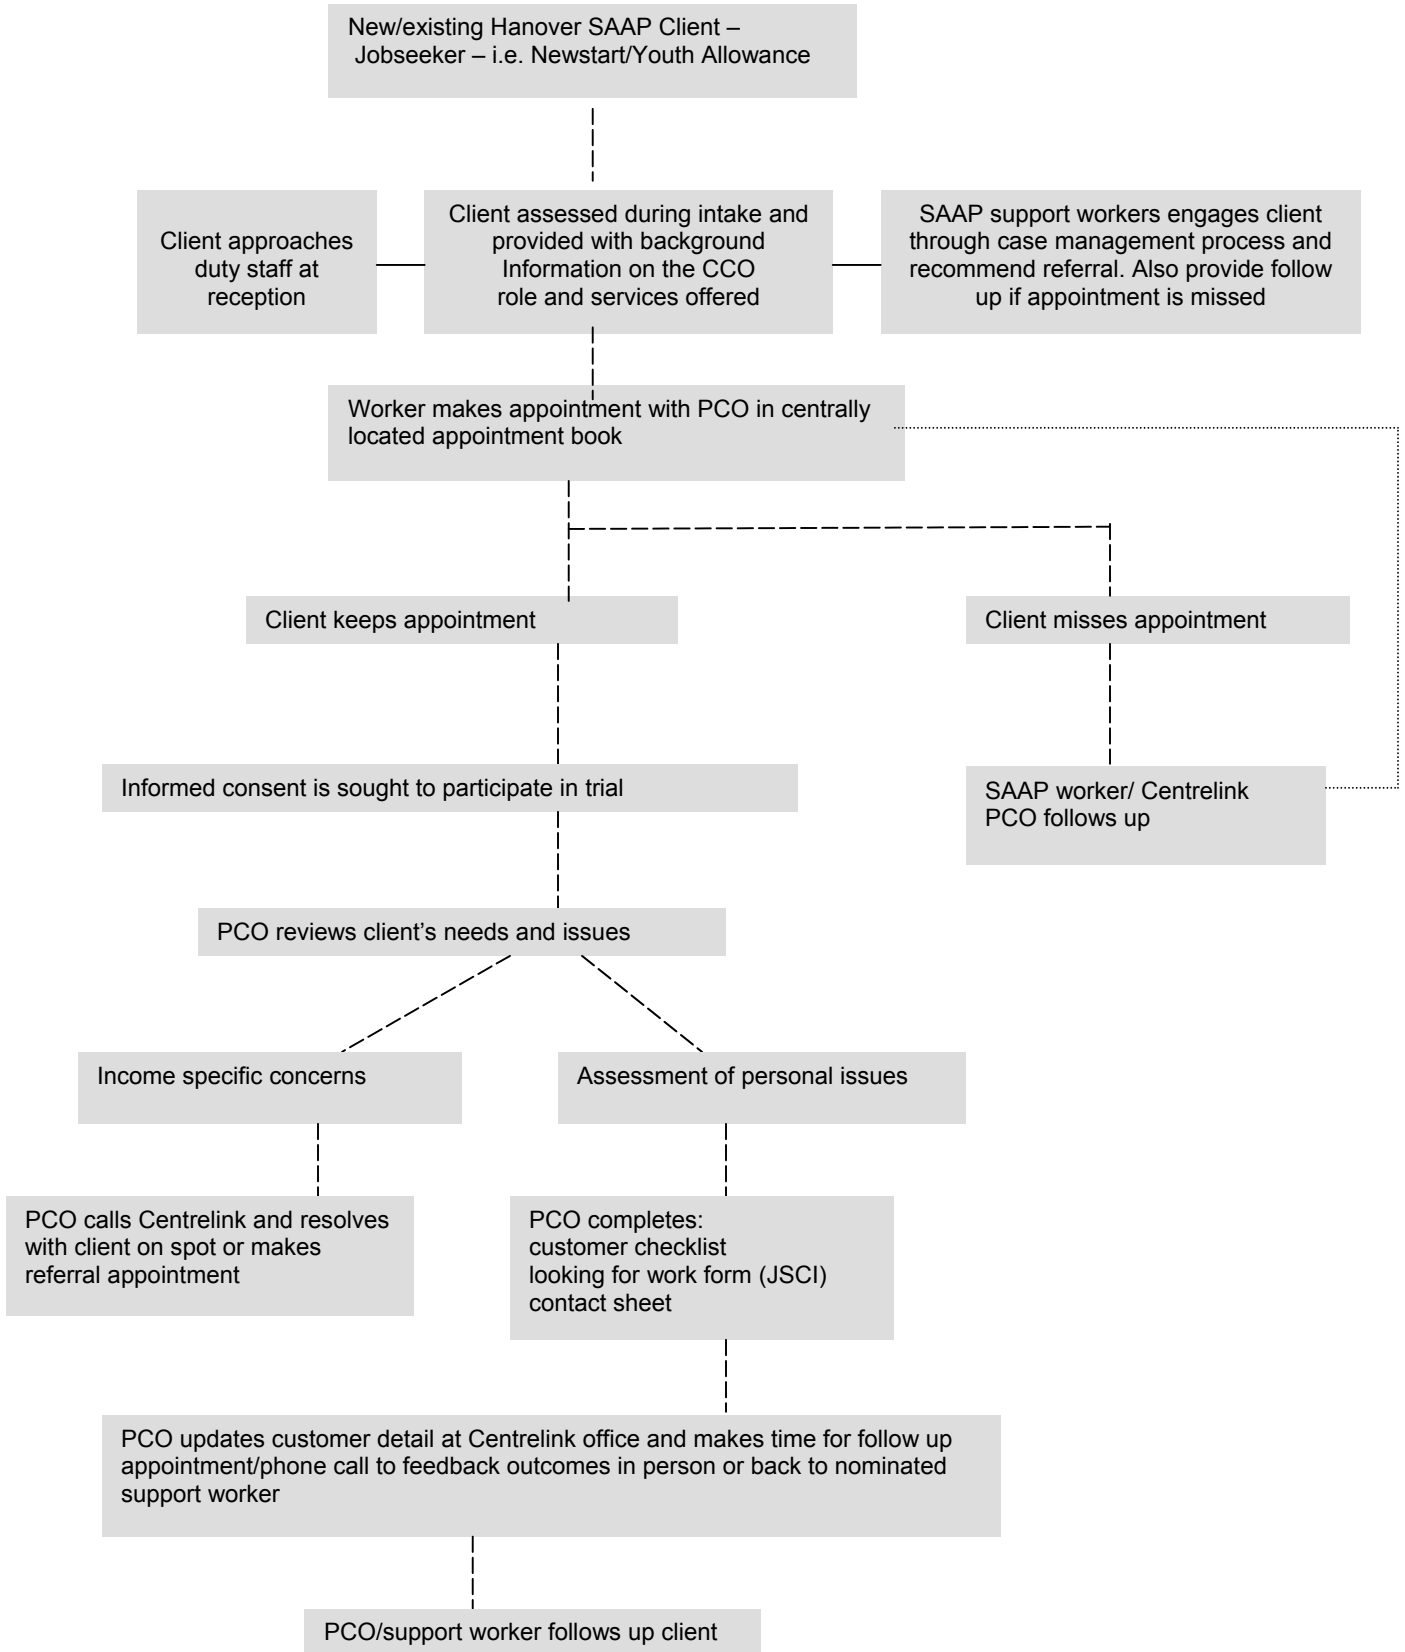 New/existing Hanover SAAP Client –
Jobseeker – i.e. Newstart/Youth Allowance
Client approaches
duty staff at
reception
Client assessed during intake and
provided with background
Information on the CCO
role and services offered
SAAP support workers engages client
through case management process and
recommend referral. Also provide follow
up if appointment is missed
Worker makes appointment with PCO in centrally
located appointment book
Client keeps appointment
Client misses appointment
Informed consent is sought to participate in trial
SAAP worker/ Centrelink
PCO follows up
PCO reviews client’s needs and issues
Income specific concerns
Assessment of personal issues
PCO calls Centrelink and resolves
with client on spot or makes
referral appointment
PCO completes:
customer checklist
looking for work form (JSCI)
contact sheet
PCO updates customer detail at Centrelink office and makes time for follow up
appointment/phone call to feedback outcomes in person or back to nominated
support worker
PCO/support worker follows up client